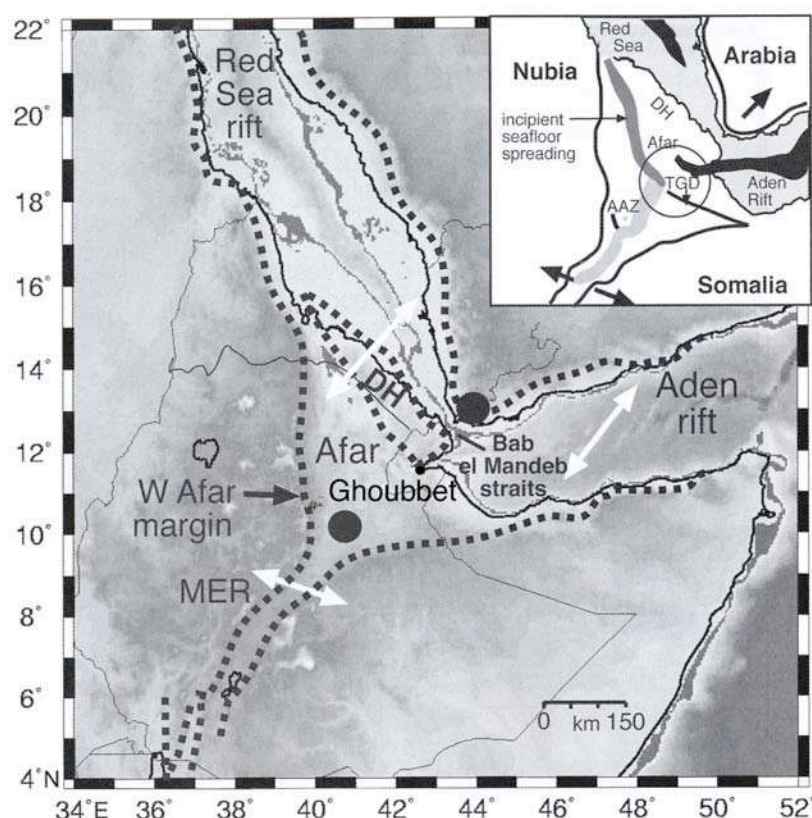 22°
20°
18°
16°
14°
12°
10°
8°
6°
4°N
34°E
36°
38°
40°
42°
44°
46°
48°
50°
52°
Red
Sea
rift
DH
Afar
Bab
el Mandeb
straits
Aden
rift
Ghoubbet
W Afar
margin
MER
0 km 150
Red
Sea
Arabia
Nubia
DH
incipient
seafloor
spreading
Afar
TGD
Aden
Rift
AAZ
Somalia